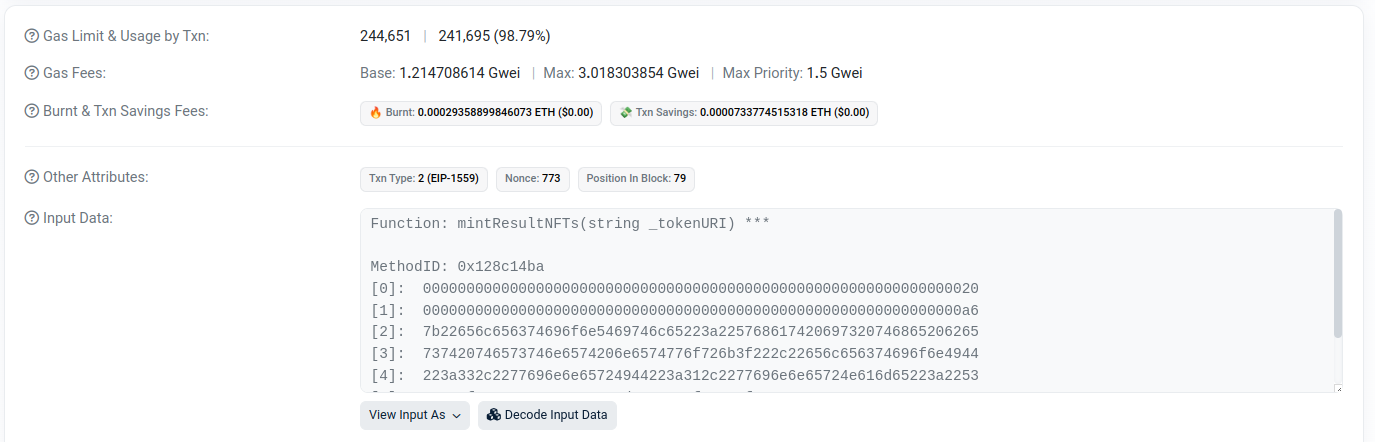 Gas Limit & Usage by Txn: 244,651 | 241,695 (98.79%)
Gas Fees: Base: 1.214708614 Gwei | Max: 3.018303854 Gwei | Max Priority: 1.5 Gwei
Burnt & Txn Savings Fees: Burnt: 0.00029358899846073 ETH ($0.00) Txn Savings: 0.0000733774515318 ETH ($0.00)
Other Attributes: Txn Type: 2 (EIP-1559) Nonce: 773 Position In Block: 79
Input Data:
Function: mintResultNFTs(string _tokenURI) ***
MethodID: 0x128c14ba
[0]: 0000000000000000000000000000000000000000000000000000000000000020
[1]: 00000000000000000000000000000000000000000000000000000000000000a6
[2]: 7b22656c656374696f6e5469746c65223a225768617420697320746865206265
[3]: 737420746573746e6574206e6574776f726b3f222c22656c656374696f6e4944
[4]: 223a332c2277696e6e65724944223a312c2277696e6e65724e616d65223a2253
View Input As Decode Input Data